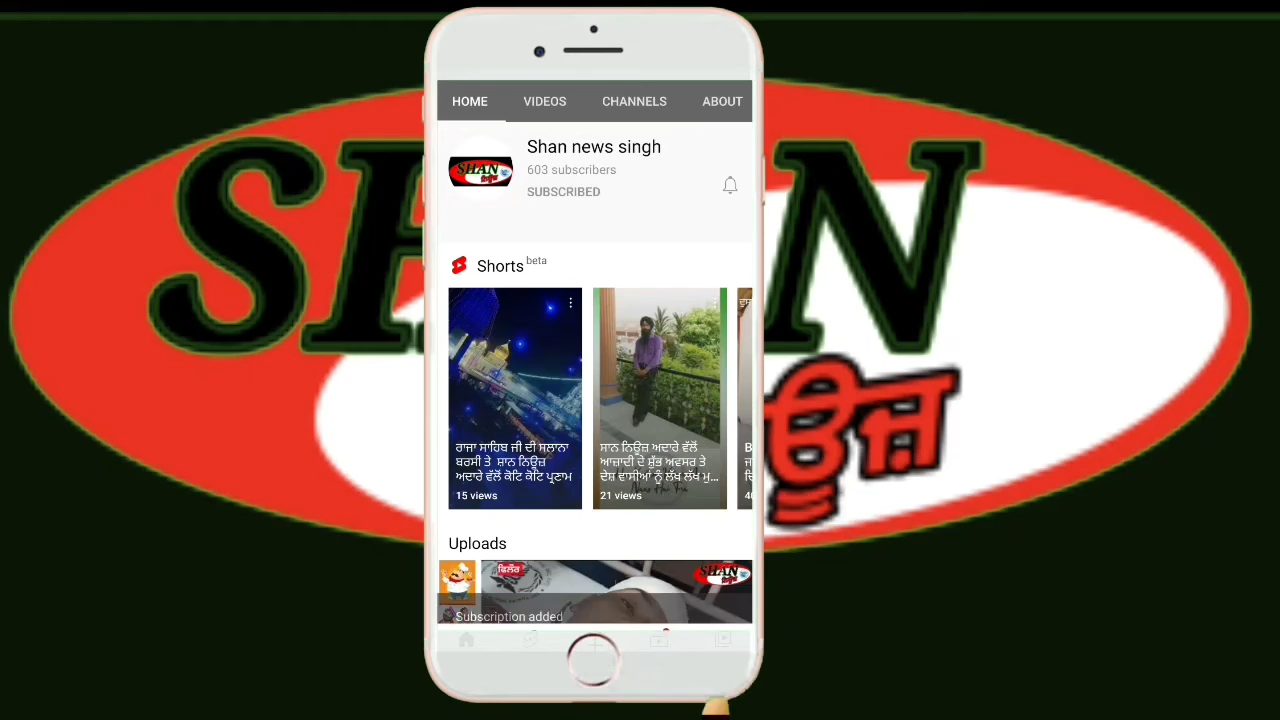 HOME VIDEOS CHANNELS ABOUT
Shan news singh
603 subscribers
SUBSCRIBED
Shorts beta
ਰਾਜਾ ਸਾਹਿਬ ਜੀ ਦੀ ਸਲਾਨਾ
ਬਰਸੀ ਤੇ ਸ਼ਾਨ ਨਿਊਜ਼
ਅਦਾਰੇ ਵੱਲੋਂ ਕੋਟਿ ਕੋਟਿ ਪ੍ਰਣਾਮ
15 views
ਸਾਨ ਨਿਊਜ਼ ਅਦਾਰੇ ਵੱਲੋਂ
ਆਜ਼ਾਦੀ ਦੇ ਸ਼ੁੱਭ ਅਵਸਰ ਤੇ
ਦੇਸ਼ ਵਾਸੀਆਂ ਨੂੰ ਲੱਖ ਲੱਖ ਮੁ...
21 views
Uploads
ਫਿਲੌਰ
SHAN
Subscription added
SHAN
ਊਜ਼